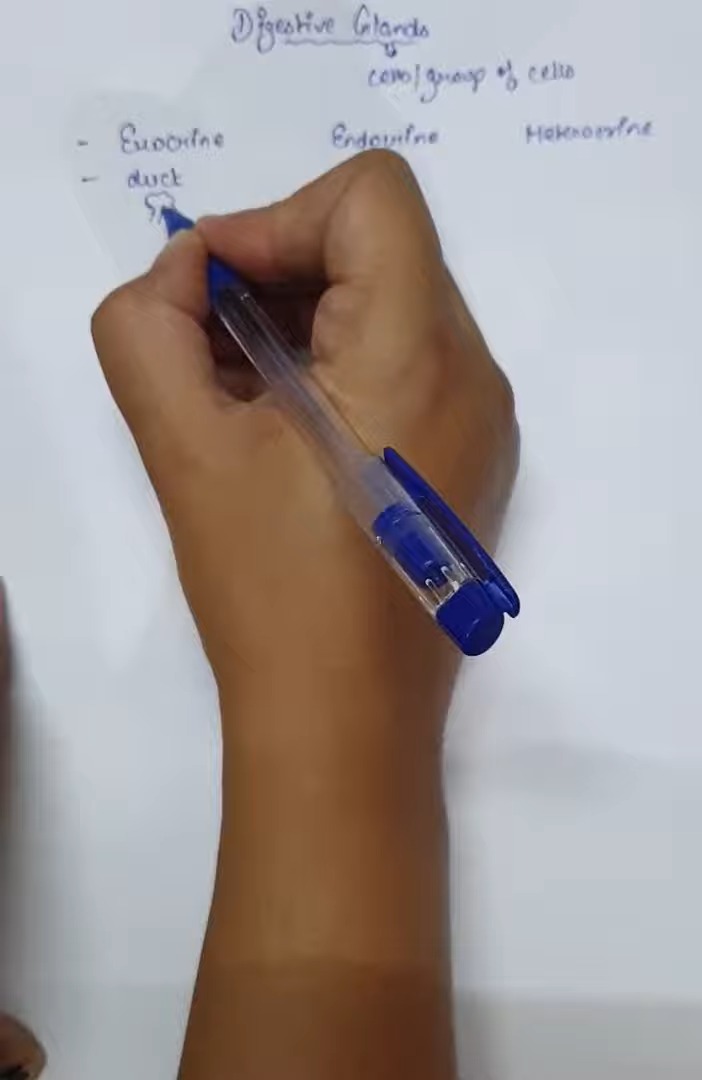 Digestive Glands
cells/group of cells
- Exocrine Endocrine Heterocrine
- duct